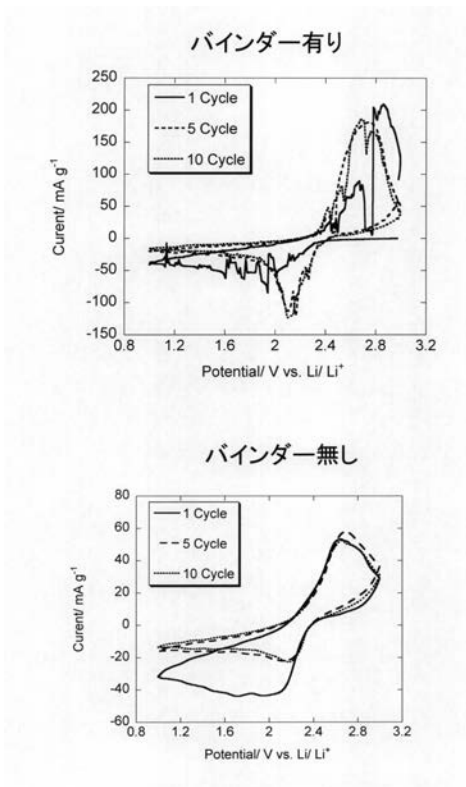 バインダー有り
250
200
150
100
50
0
-50
-100
-150
Curent/ mA g-1
1 Cycle
5 Cycle
10 Cycle
0.8 1.2 1.6 2 2.4 2.8 3.2
Potential/ V vs. Li/ Li+
バインダー無し
80
60
40
20
0
-20
-40
-60
Curent/ mA g-1
1 Cycle
5 Cycle
10 Cycle
0.8 1.2 1.6 2 2.4 2.8 3.2
Potential/ V vs. Li/ Li+